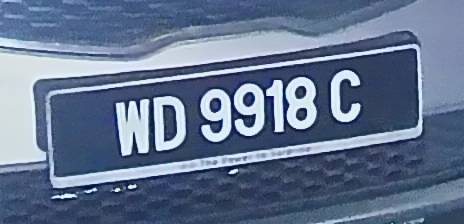 WD 9918 C
The Power to Surprise